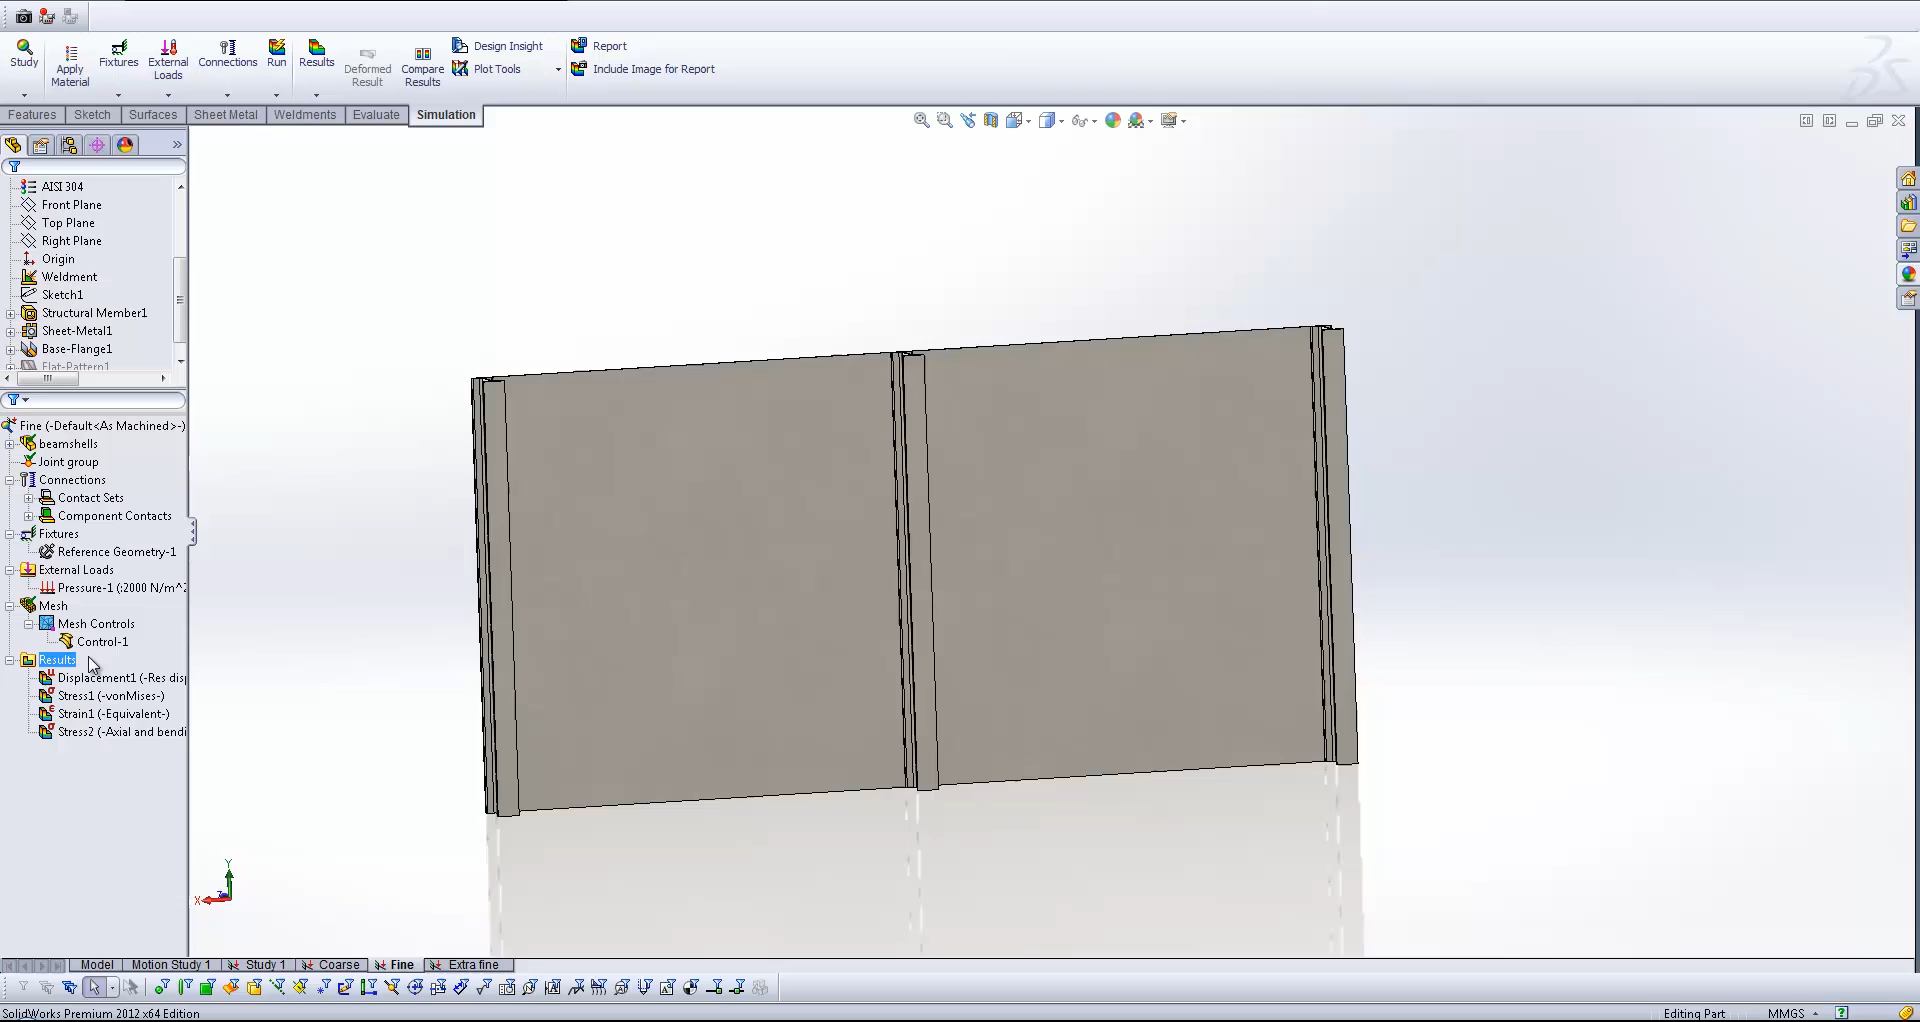 Study
Apply Material
Fixtures
External Loads
Connections
Run
Results
Deformed Result
Compare Results
Design Insight
Plot Tools
Report
Include Image for Report
Features
Sketch
Surfaces
Sheet Metal
Weldments
Evaluate
Simulation
AISI 304
Front Plane
Top Plane
Right Plane
Origin
Weldment
Sketch1
Structural Member1
Sheet-Metal1
Base-Flange1
Flat-Pattern1
Fine (-Default<As Machined>-)
beamshells
Joint group
Connections
Contact Sets
Component Contacts
Fixtures
Reference Geometry-1
External Loads
Pressure-1 (:2000 N/m^2
Mesh
Mesh Controls
Control-1
Results
Displacement1 (-Res disp
Stress1 (-vonMises-)
Strain1 (-Equivalent-)
Stress2 (-Axial and bendi
Y
X
Z
Model
Motion Study 1
Study 1
Coarse
Fine
Extra fine
SolidWorks Premium 2012 x64 Edition
Editing Part
MMGS